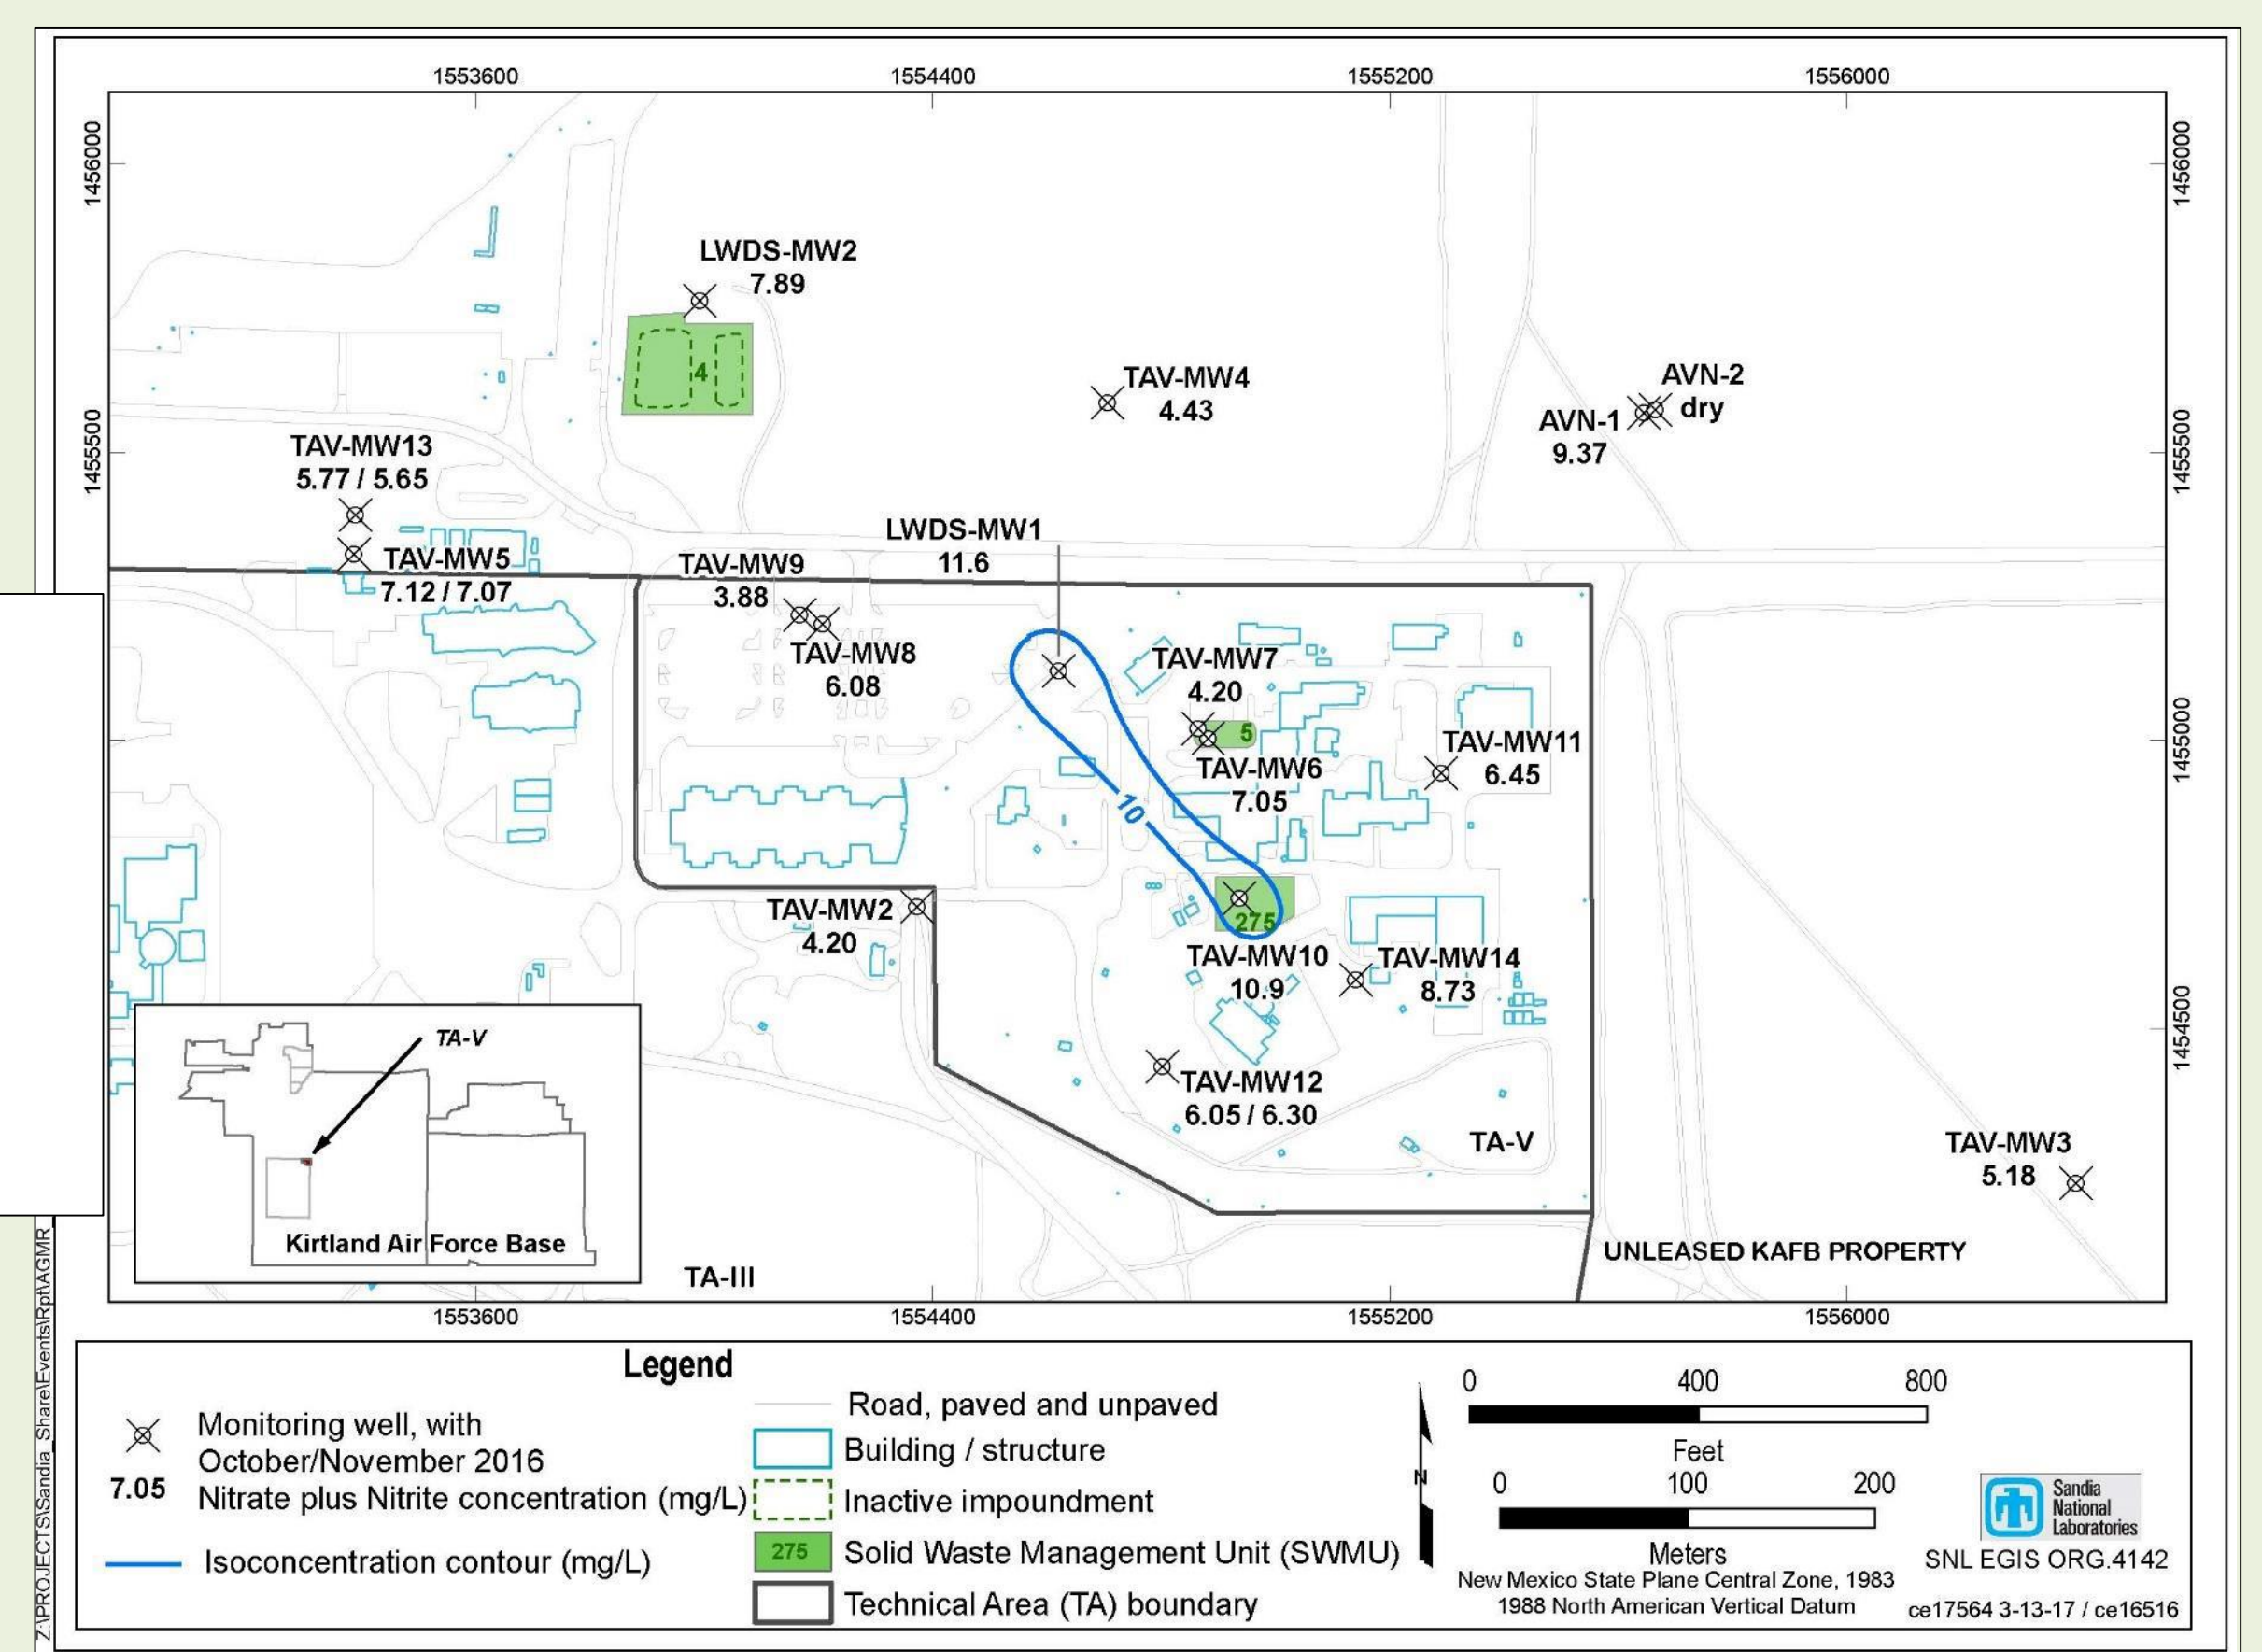 1553600
1554400
1555200
1556000
1456000
1456000
LWDS-MW2
7.89
4
TAV-MW4
4.43
AVN-2
dry
AVN-1
9.37
1455500
1455500
TAV-MW13
5.77 / 5.65
LWDS-MW1
11.6
TAV-MW5
7.12 / 7.07
TAV-MW9
3.88
TAV-MW8
6.08
TAV-MW7
4.20
5
TAV-MW6
7.05
TAV-MW11
6.45
1455000
10
TAV-MW2
4.20
275
TAV-MW10
10.9
TAV-MW14
8.73
1454500
TAV-MW12
6.05 / 6.30
TA-V
TAV-MW3
5.18
TA-V
Kirtland Air Force Base
TA-III
UNLEASED KAFB PROPERTY
1553600
1554400
1555200
1556000
Z:\PROJECTS\Sandia_Share\Events\Rpt\AGMR_
Legend
Monitoring well, with
October/November 2016
7.05
Nitrate plus Nitrite concentration (mg/L)
Isoconcentration contour (mg/L)
Road, paved and unpaved
Building / structure
Inactive impoundment
275
Solid Waste Management Unit (SWMU)
Technical Area (TA) boundary
N
0 400 800
Feet
0 100 200
Meters
New Mexico State Plane Central Zone, 1983
1988 North American Vertical Datum
Sandia
National
Laboratories
SNL EGIS ORG.4142
ce17564 3-13-17 / ce16516